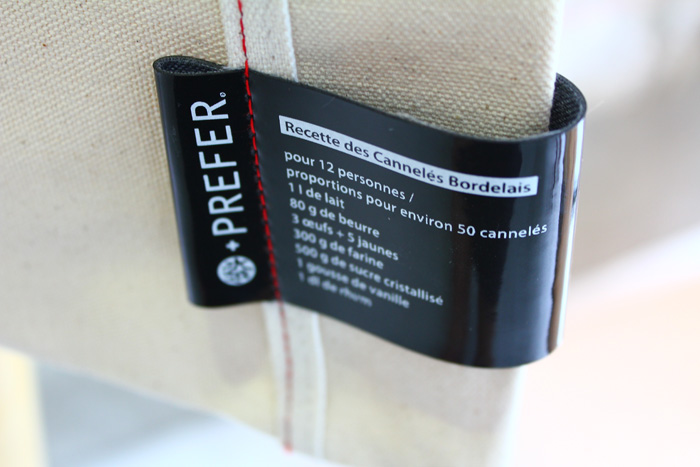 +PREFER.
Recette des Cannelés Bordelais
pour 12 personnes /
proportions pour environ 50 cannelés
1 l de lait
80 g de beurre
3 œufs + 5 jaunes
300 g de farine
500 g de sucre cristallisé
1 gousse de vanille
1 dl de rhum